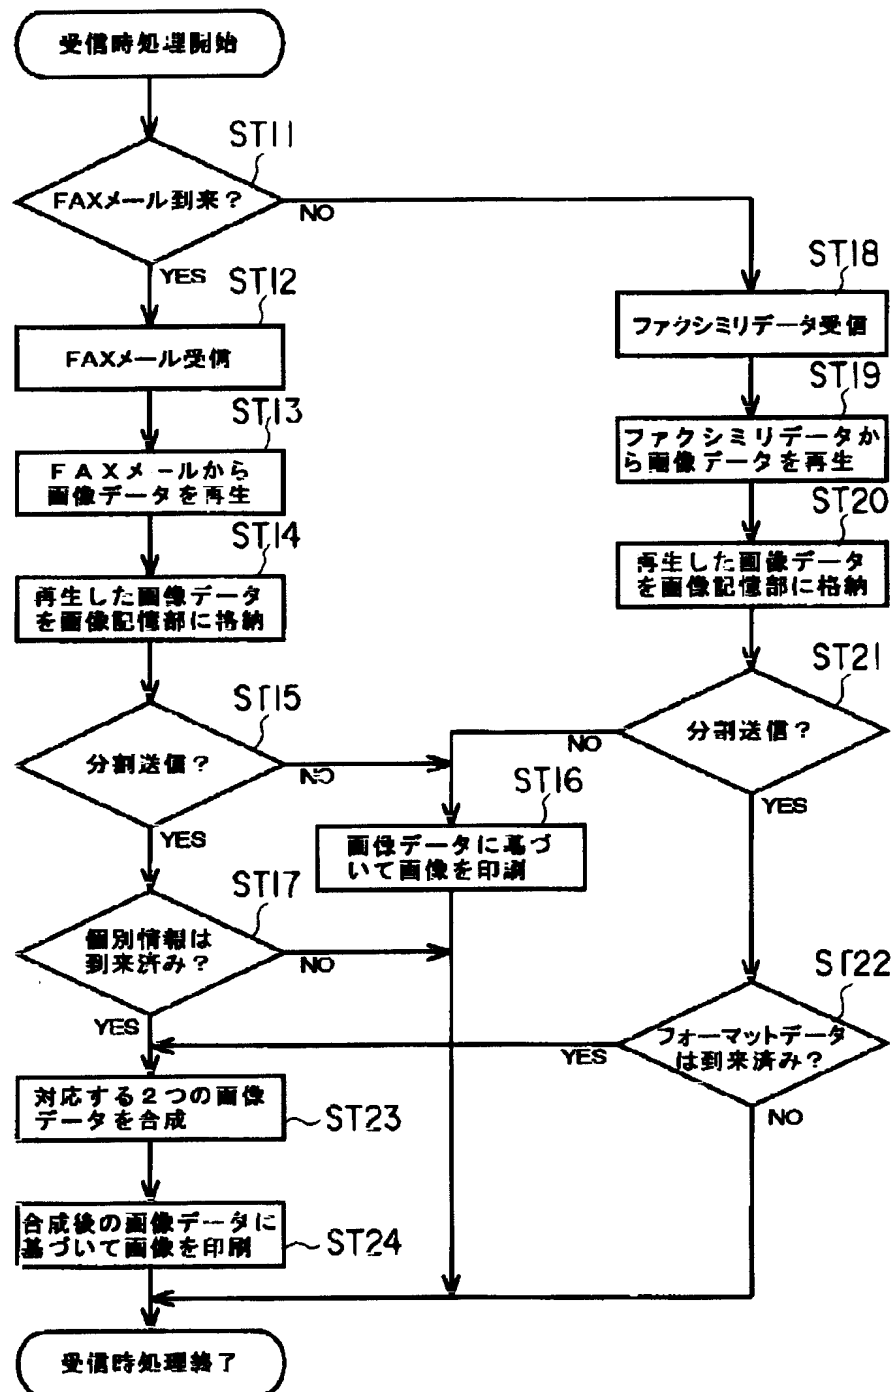 受信時処理開始
ST11
FAXメール到来?
NO
YES
ST12
FAXメール受信
ST13
FAXメールから
画像データを再生
ST14
再生した画像データ
を画像記憶部に格納
ST15
分割送信?
NO
YES
ST16
画像データに基づ
いて画像を印刷
ST17
個別情報は
到来済み?
NO
YES
ST18
ファクシミリデータ受信
ST19
ファクシミリデータか
ら画像データを再生
ST20
再生した画像データ
を画像記憶部に格納
ST21
分割送信?
NO
YES
ST22
フォーマットデータ
は到来済み?
YES
NO
対応する2つの画像
データを合成
ST23
合成後の画像データに
基づいて画像を印刷
ST24
受信時処理終了